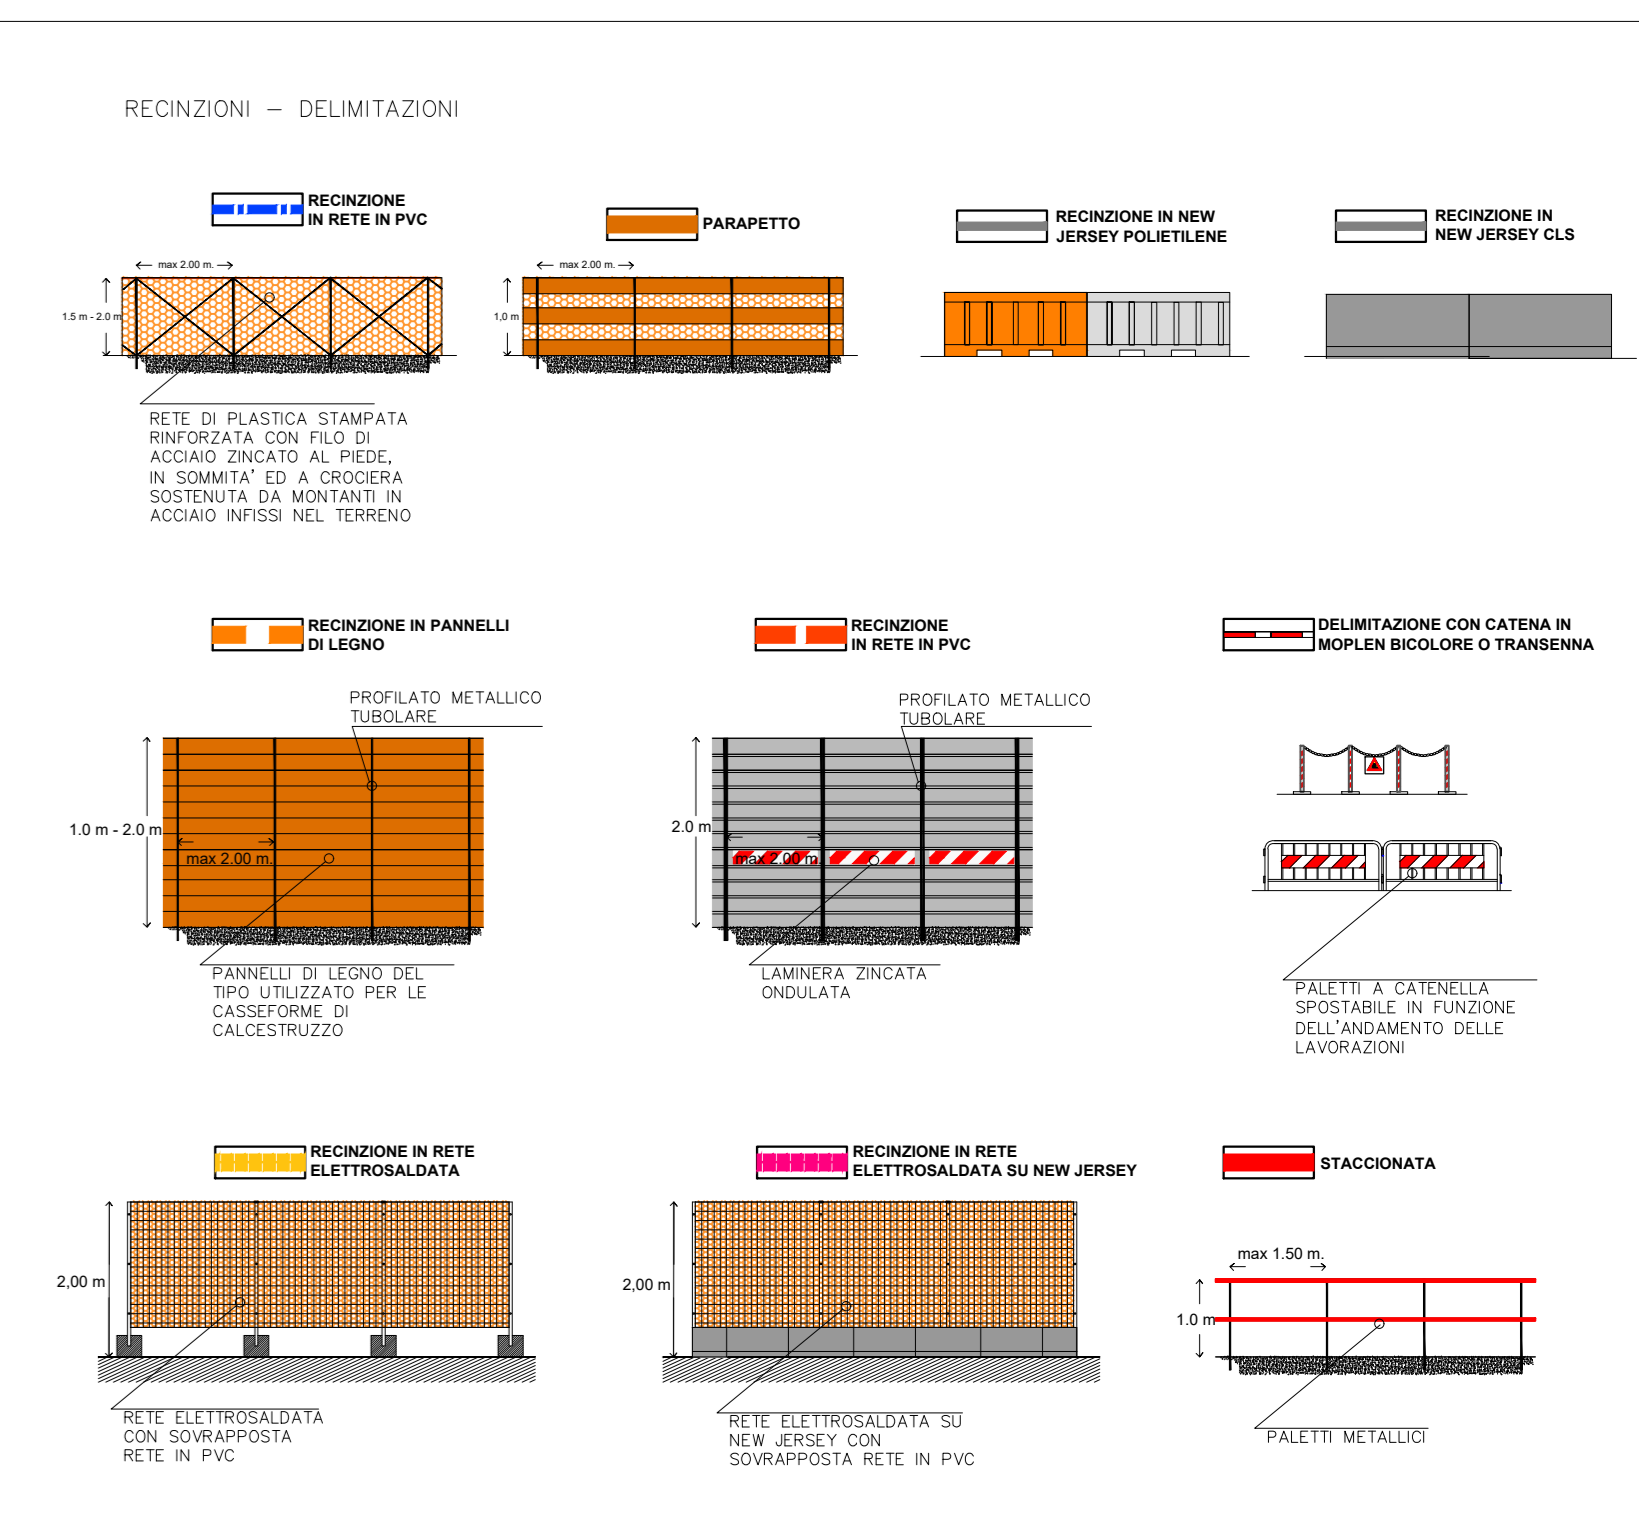 RECINZIONI – DELIMITAZIONI
RECINZIONE
IN RETE IN PVC
max 2.00 m.
1.5 m - 2.0 m
RETE DI PLASTICA STAMPATA
RINFORZATA CON FILO DI
ACCIAIO ZINCATO AL PIEDE,
IN SOMMITA' ED A CROCIERA
SOSTENUTA DA MONTANTI IN
ACCIAIO INFISSI NEL TERRENO
PARAPETTO
max 2.00 m.
1,0 m
RECINZIONE IN NEW
JERSEY POLIETILENE
RECINZIONE IN
NEW JERSEY CLS
RECINZIONE IN PANNELLI
DI LEGNO
PROFILATO METALLICO
TUBOLARE
1.0 m - 2.0 m.
max 2.00 m.
PANNELLI DI LEGNO DEL
TIPO UTILIZZATO PER LE
CASSEFORME DI
CALCESTRUZZO
RECINZIONE
IN RETE IN PVC
PROFILATO METALLICO
TUBOLARE
2.0 m.
max 2.00 m.
LAMINERA ZINCATA
ONDULATA
DELIMITAZIONE CON CATENA IN
MOPLEN BICOLORE O TRANSENNA
PALETTI A CATENELLA
SPOSTABILE IN FUNZIONE
DELL'ANDAMENTO DELLE
LAVORAZIONI
RECINZIONE IN RETE
ELETTROSALDATA
2,00 m
RETE ELETTROSALDATA
CON SOVRAPPOSTA
RETE IN PVC
RECINZIONE IN RETE
ELETTROSALDATA SU NEW JERSEY
2,00 m
RETE ELETTROSALDATA SU
NEW JERSEY CON
SOVRAPPOSTA RETE IN PVC
STACCIONATA
max 1.50 m.
1.0 m
PALETTI METALLICI